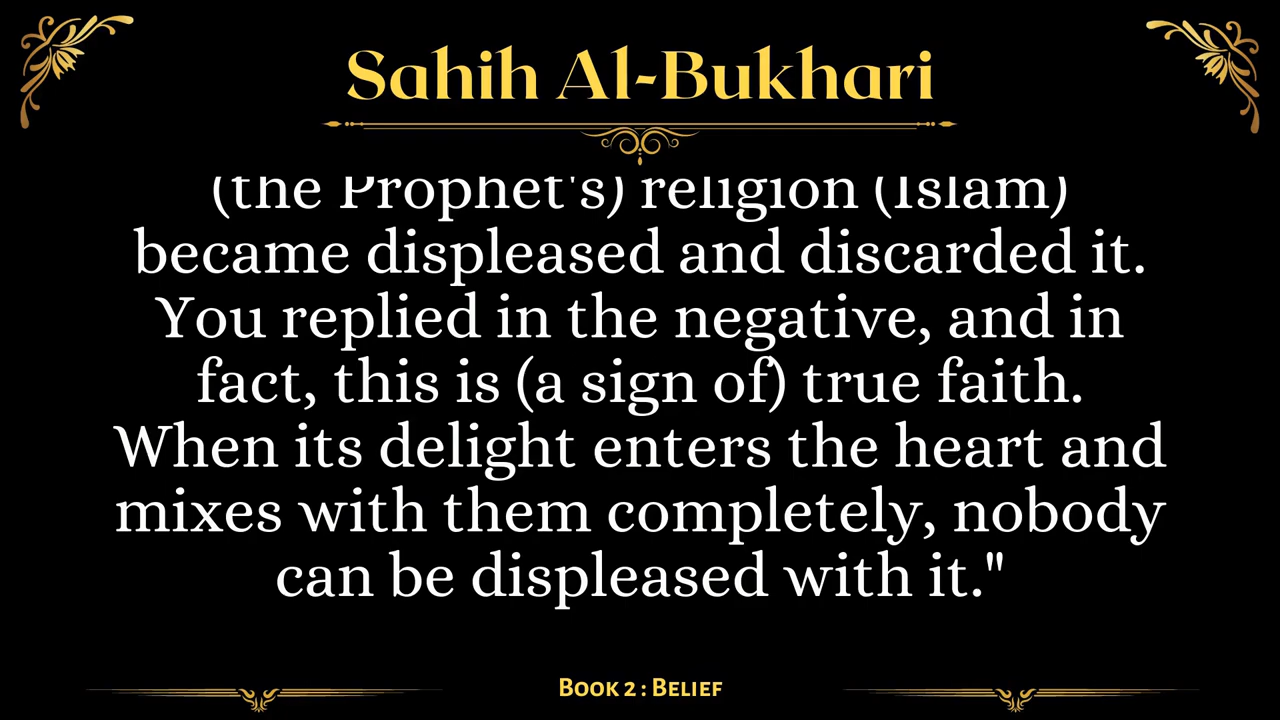 Sahih Al-Bukhari
(the Prophet's) religion (Islam)
became displeased and discarded it.
You replied in the negative, and in
fact, this is (a sign of) true faith.
When its delight enters the heart and
mixes with them completely, nobody
can be displeased with it."
Book 2 : Belief